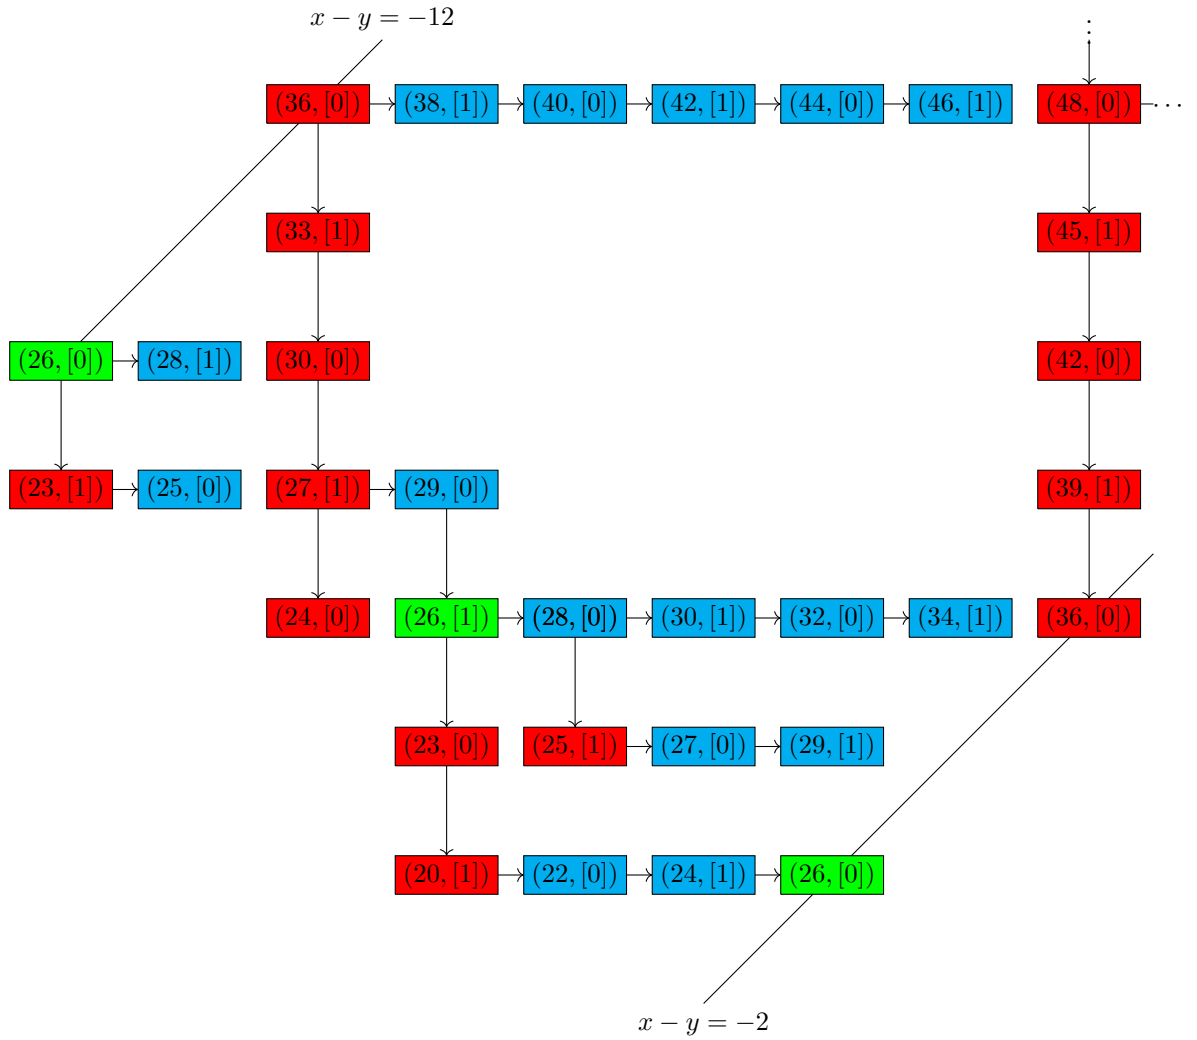 x − y = −12
⋮
(36, [0]) (38, [1]) (40, [0]) (42, [1]) (44, [0]) (46, [1]) (48, [0]) ⋯
(33, [1]) (45, [1])
(26, [0]) (28, [1]) (30, [0]) (42, [0])
(23, [1]) (25, [0]) (27, [1]) (29, [0]) (39, [1])
(24, [0]) (26, [1]) (28, [0]) (30, [1]) (32, [0]) (34, [1]) (36, [0])
(23, [0]) (25, [1]) (27, [0]) (29, [1])
(20, [1]) (22, [0]) (24, [1]) (26, [0])
x − y = −2